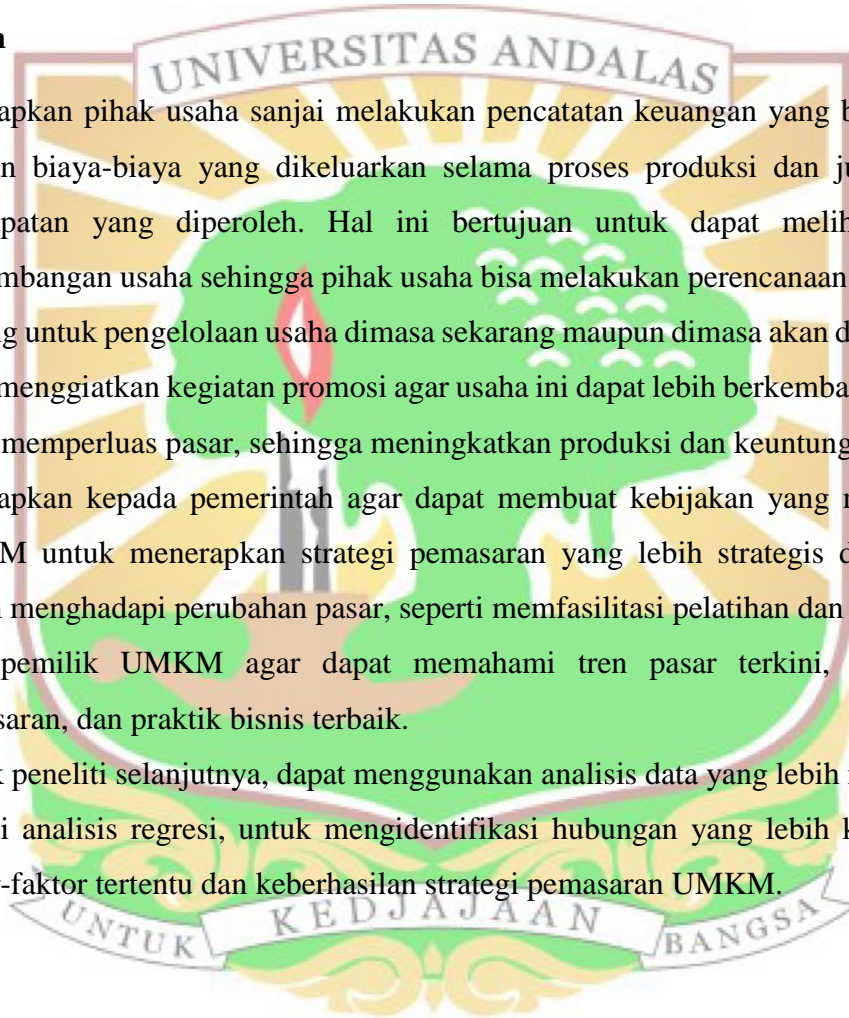 n
UNIVERSITAS ANDALAS
apkan pihak usaha sanjai melakukan pencatatan keuangan yang b
n biaya-biaya yang dikeluarkan selama proses produksi dan ju
patan yang diperoleh. Hal ini bertujuan untuk dapat melih
mbangan usaha sehingga pihak usaha bisa melakukan perencanaan
g untuk pengelolaan usaha dimasa sekarang maupun dimasa akan d
menggiatkan kegiatan promosi agar usaha ini dapat lebih berkemba
memperluas pasar, sehingga meningkatkan produksi dan keuntung
apkan kepada pemerintah agar dapat membuat kebijakan yang
M untuk menerapkan strategi pemasaran yang lebih strategis d
menghadapi perubahan pasar, seperti memfasilitasi pelatihan dan
pemilik UMKM agar dapat memahami tren pasar terkini,
saran, dan praktik bisnis terbaik.
k peneliti selanjutnya, dapat menggunakan analisis data yang lebih
i analisis regresi, untuk mengidentifikasi hubungan yang lebih k
r-faktor tertentu dan keberhasilan strategi pemasaran UMKM.
UNTUK KEDJAJAAN BANGSA